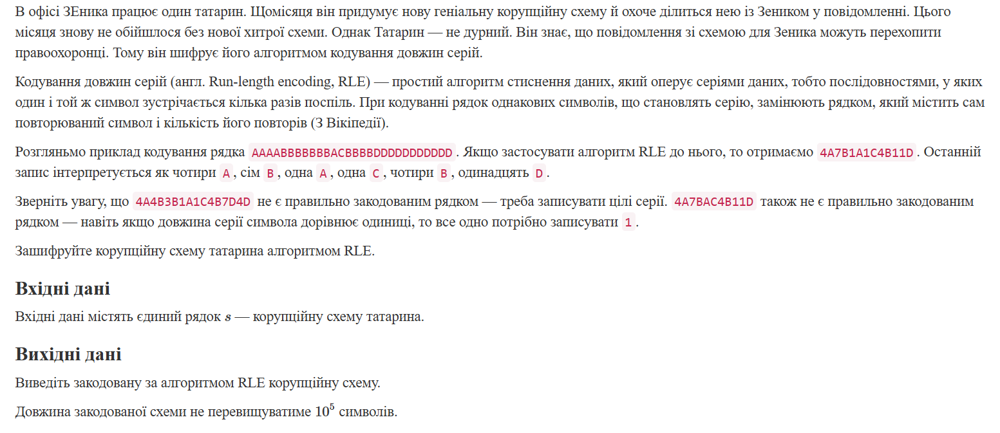 В офісі ЗЕника працює один татарин. Щомісяця він придумує нову геніальну корупційну схему й охоче ділиться нею із Зеником у повідомленні. Цього
місяця знову не обійшлося без нової хитрої схеми. Однак Татарин — не дурний. Він знає, що повідомлення зі схемою для Зеника можуть перехопити
правоохоронці. Тому він шифрує його алгоритмом кодування довжин серій.
Кодування довжин серій (англ. Run-length encoding, RLE) — простий алгоритм стиснення даних, який оперує серіями даних, тобто послідовностями, у яких
один і той ж символ зустрічається кілька разів поспіль. При кодуванні рядок однакових символів, що становлять серію, замінюють рядком, який містить сам
повторюваний символ і кількість його повторів (З Вікіпедії).
Розгляньмо приклад кодування рядка AAAABBBBBBBACBBBBDDDDDDDDDDD . Якщо застосувати алгоритм RLE до нього, то отримаємо 4A7B1A1C4B11D . Останній
запис інтерпретується як чотири A , сім B , одна A , одна C , чотири B , одинадцять D .
Зверніть увагу, що 4A4B3B1A1C4B7D4D не є правильно закодованим рядком — треба записувати цілі серії. 4A7BAC4B11D також не є правильно закодованим
рядком — навіть якщо довжина серії символа дорівнює одиниці, то все одно потрібно записувати 1 .
Зашифруйте корупційну схему татарина алгоритмом RLE.
Вхідні дані
Вхідні дані містять єдиний рядок s — корупційну схему татарина.
Вихідні дані
Виведіть закодовану за алгоритмом RLE корупційну схему.
Довжина закодованої схеми не перевищуватиме 10⁵ символів.